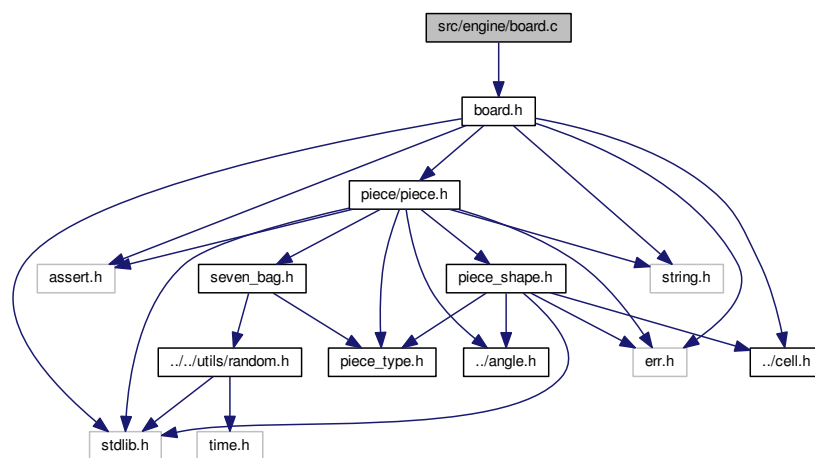 src/engine/board.c
board.h
piece/piece.h
assert.h
seven_bag.h
piece_shape.h
string.h
../../utils/random.h
piece_type.h
../angle.h
err.h
../cell.h
stdlib.h
time.h